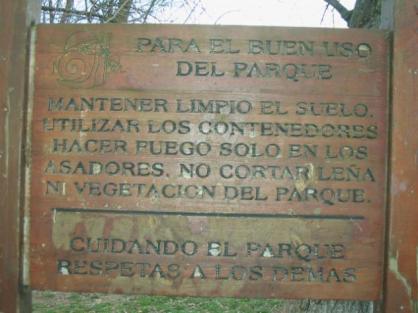 PARA EL BUEN USO
DEL PARQUE
MANTENER LIMPIO EL SUELO.
UTILIZAR LOS CONTENEDORES
HACER FUEGO SOLO EN LOS
ASADORES. NO CORTAR LEÑA
NI VEGETACION DEL PARQUE.
CUIDANDO EL PARQUE
RESPETAS A LOS DEMAS